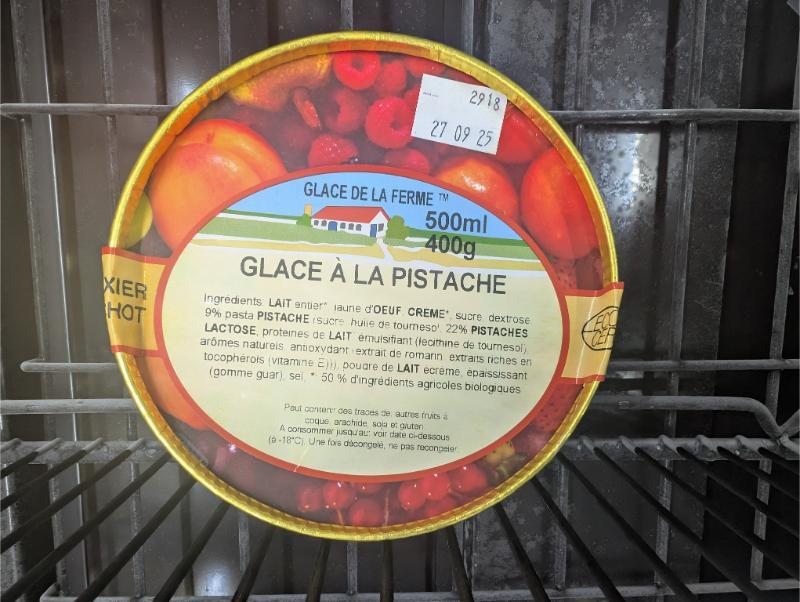 2918
27 09 25
GLACE DE LA FERME ™
500ml
400g
GLACE À LA PISTACHE
XIER
HOT
Ingrédients: LAIT entier*, jaune d'OEUF, CREME*, sucre, dextrose
9% pasta PISTACHE (sucre, huile de tournesol, 22% PISTACHES
LACTOSE, protéines de LAIT, émulsifiant (lécithine de tournesol),
arômes naturels, antioxydant (extrait de romarin, extraits riches en
tocophérols (vitamine E))), poudre de LAIT écrémé, épaississant
(gomme guar), sel. * 50 % d'ingrédients agricoles biologiques
Peut contenir des traces de: autres fruits à
coque, arachide, soja et gluten
A consommer jusqu'au: voir date ci-dessous
(à -18°C). Une fois décongelé, ne pas recongeler.